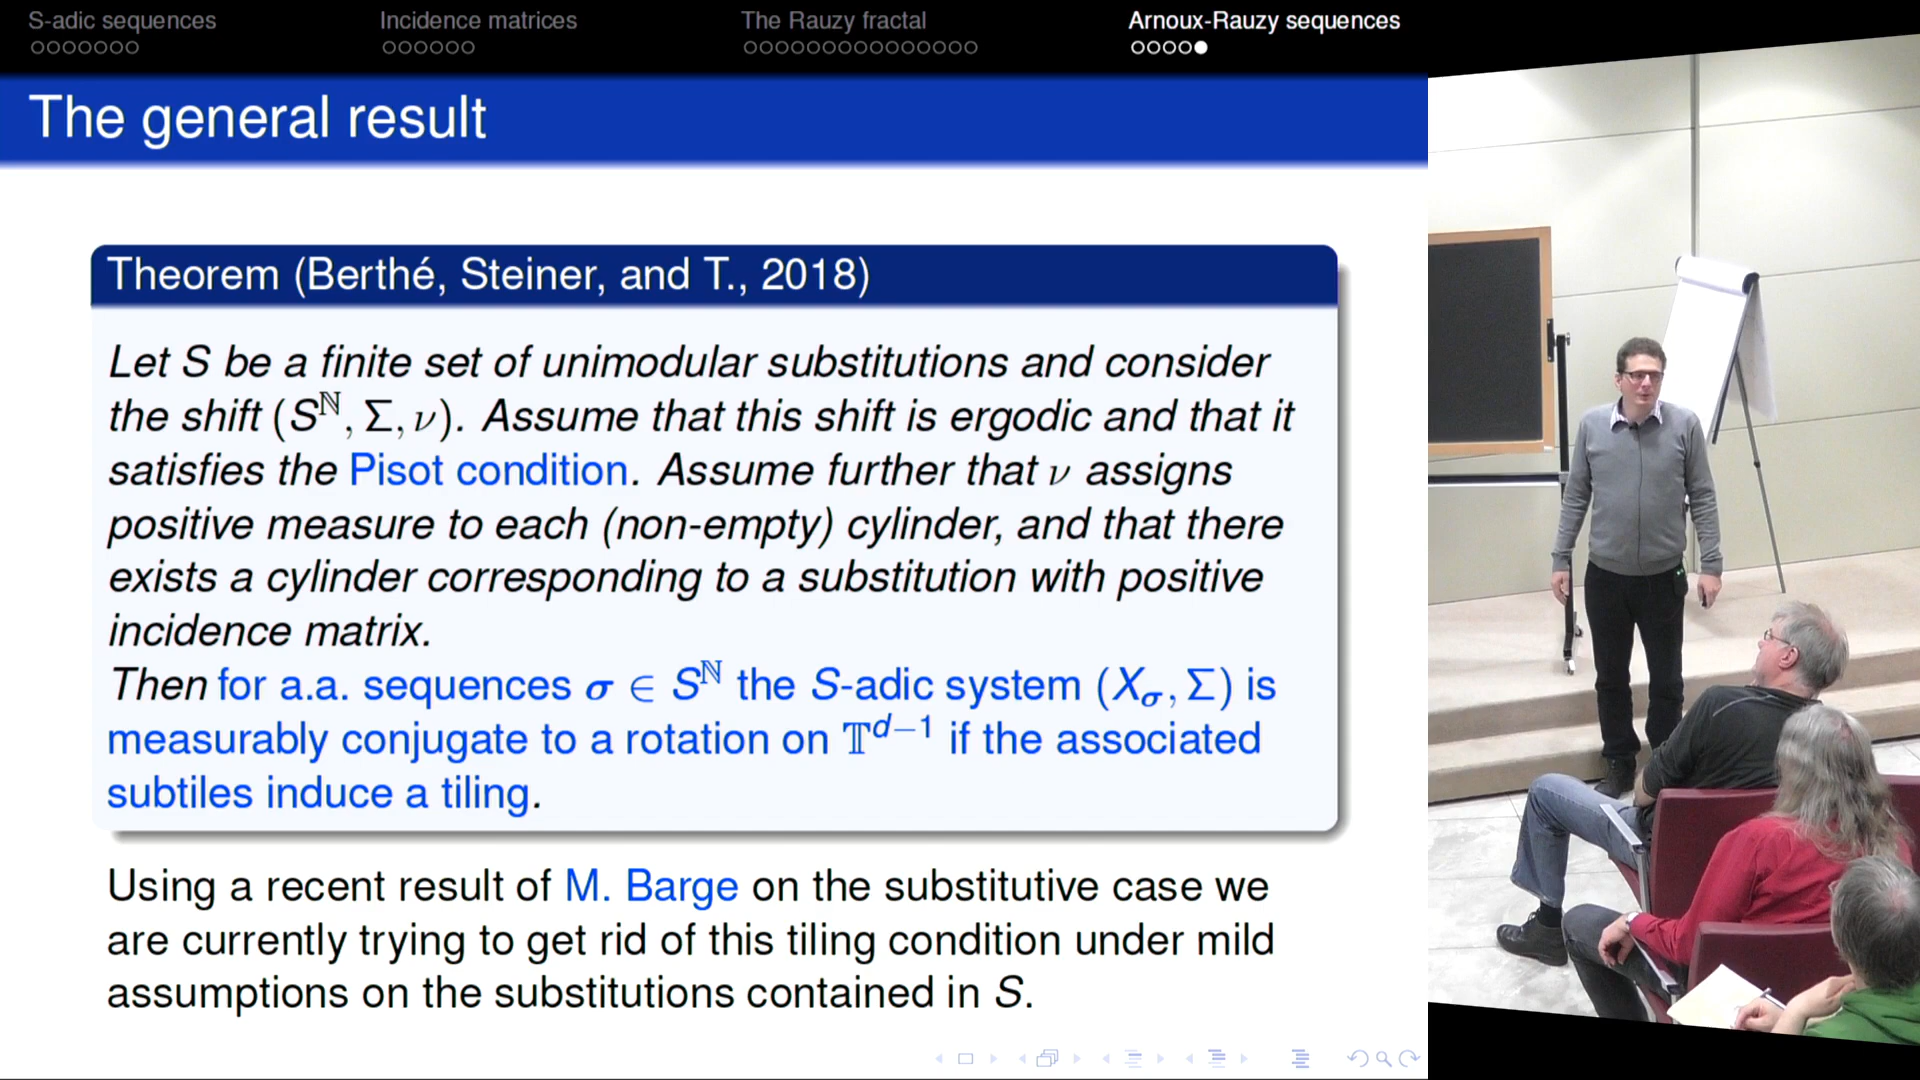 S-adic sequences
Incidence matrices
The Rauzy fractal
Arnoux-Rauzy sequences
The general result
Theorem (Berthé, Steiner, and T., 2018)
Let S be a finite set of unimodular substitutions and consider
the shift (S^ℕ, Σ, ν). Assume that this shift is ergodic and that it
satisfies the Pisot condition. Assume further that ν assigns
positive measure to each (non-empty) cylinder, and that there
exists a cylinder corresponding to a substitution with positive
incidence matrix.
Then for a.a. sequences σ ∈ S^ℕ the S-adic system (X_σ, Σ) is
measurably conjugate to a rotation on 𝕋^{d−1} if the associated
subtiles induce a tiling.
Using a recent result of M. Barge on the substitutive case we
are currently trying to get rid of this tiling condition under mild
assumptions on the substitutions contained in S.